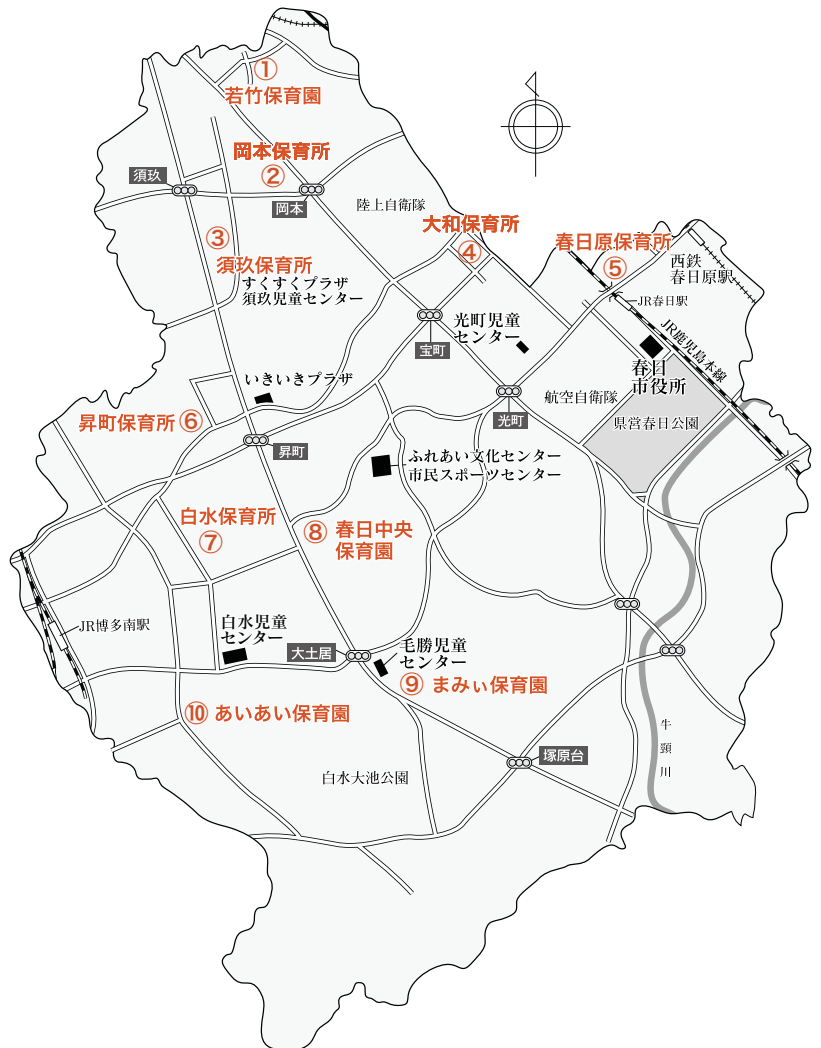 ①
若竹保育園
岡本保育所
②
須玖
岡本
陸上自衛隊
大和保育所
④
③
須玖保育所
すくすくプラザ
須玖児童センター
春日原保育所
⑤
西鉄
春日原駅
JR春日駅
JR鹿児島本線
光町児童
センター
宝町
春日
市役所
いきいきプラザ
航空自衛隊
光町
県営春日公園
昇町保育所⑥
昇町
ふれあい文化センター
市民スポーツセンター
白水保育所
⑦
⑧ 春日中央
保育園
JR博多南駅
白水児童
センター
大土居
毛勝児童
センター
⑨ まみぃ保育園
⑩ あいあい保育園
牛
頸
川
塚原台
白水大池公園